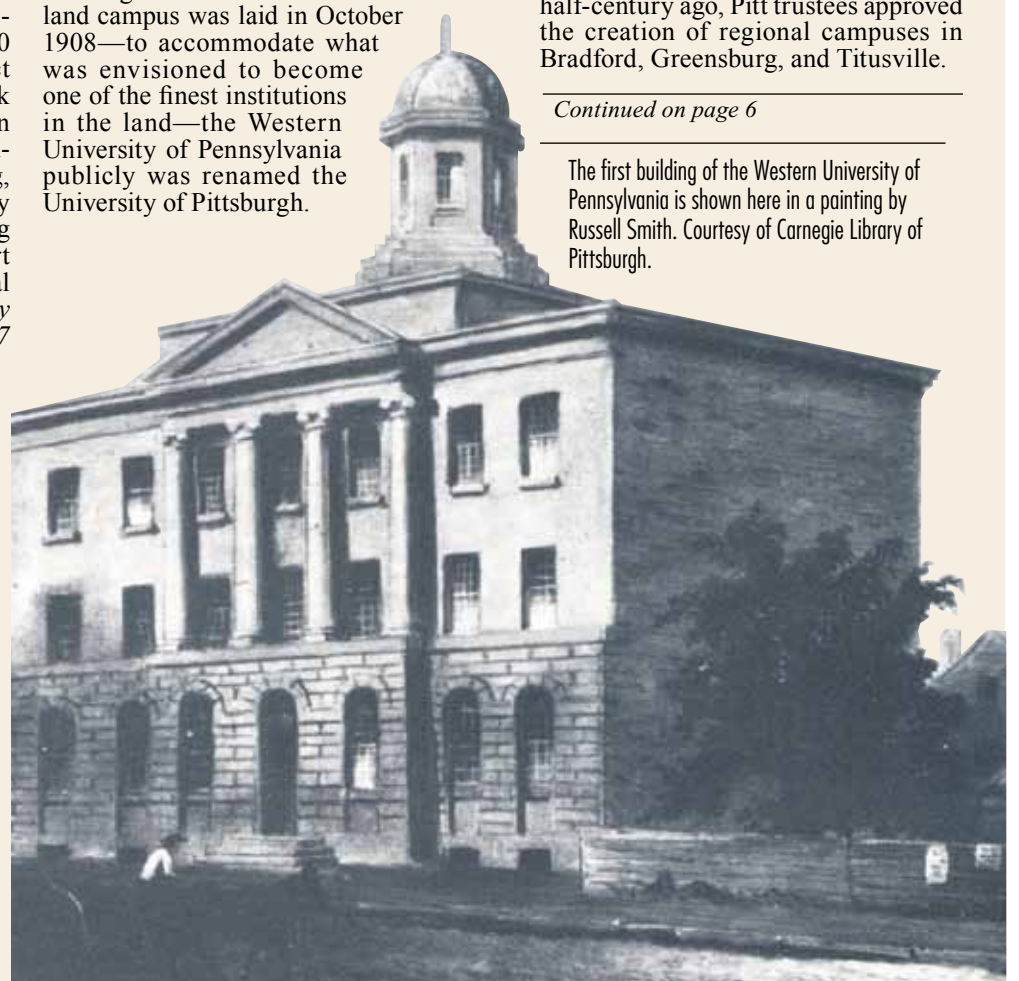 land campus was laid in October
1908—to accommodate what
was envisioned to become
one of the finest institutions
in the land—the Western
University of Pennsylvania
publicly was renamed the
University of Pittsburgh.
half-century ago, Pitt trustees approved
the creation of regional campuses in
Bradford, Greensburg, and Titusville.
Continued on page 6
The first building of the Western University of
Pennsylvania is shown here in a painting by
Russell Smith. Courtesy of Carnegie Library of
Pittsburgh.